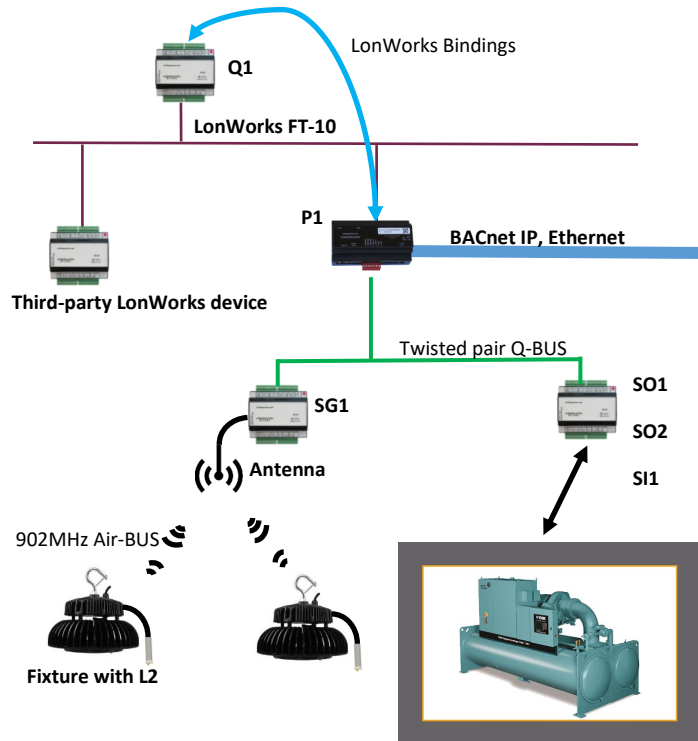 LonWorks Bindings
Q1
LonWorks FT-10
P1
BACnet IP, Ethernet
Third-party LonWorks device
Twisted pair Q-BUS
SG1
SO1
SO2
SI1
Antenna
902MHz Air-BUS
Fixture with L2